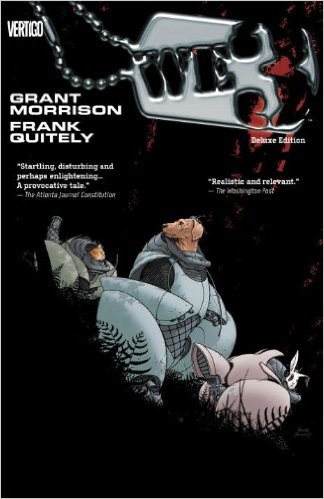 VERTIGO
WE3
GRANT
MORRISON
FRANK
QUITELY
Deluxe Edition
"Startling, disturbing and
perhaps enlightening...
A provocative tale."
— The Atlanta Journal Constitution
"Realistic and relevant."
— The Washington Post